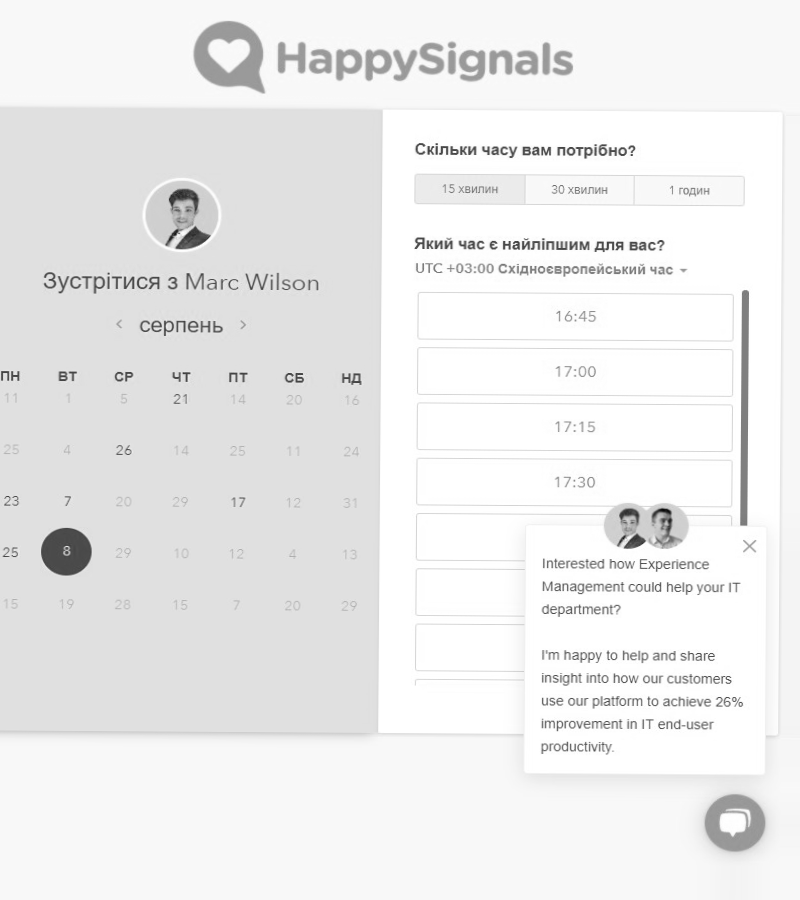 HappySignals
Зустрітися з Marc Wilson
серпень
ПН ВТ СР ЧТ ПТ СБ НД
11 1 5 21 14 20 16
25 4 26 14 25 11 24
23 7 20 29 17 12 31
25 8 29 10 12 4 13
15 19 28 15 7 20 29
Скільки часу вам потрібно?
15 хвилин 30 хвилин 1 годин
Який час є найліпшим для вас?
UTC +03:00 Східноєвропейський час
16:45
17:00
17:15
17:30
Interested how Experience
Management could help your IT
department?
I'm happy to help and share
insight into how our customers
use our platform to achieve 26%
improvement in IT end-user
productivity.